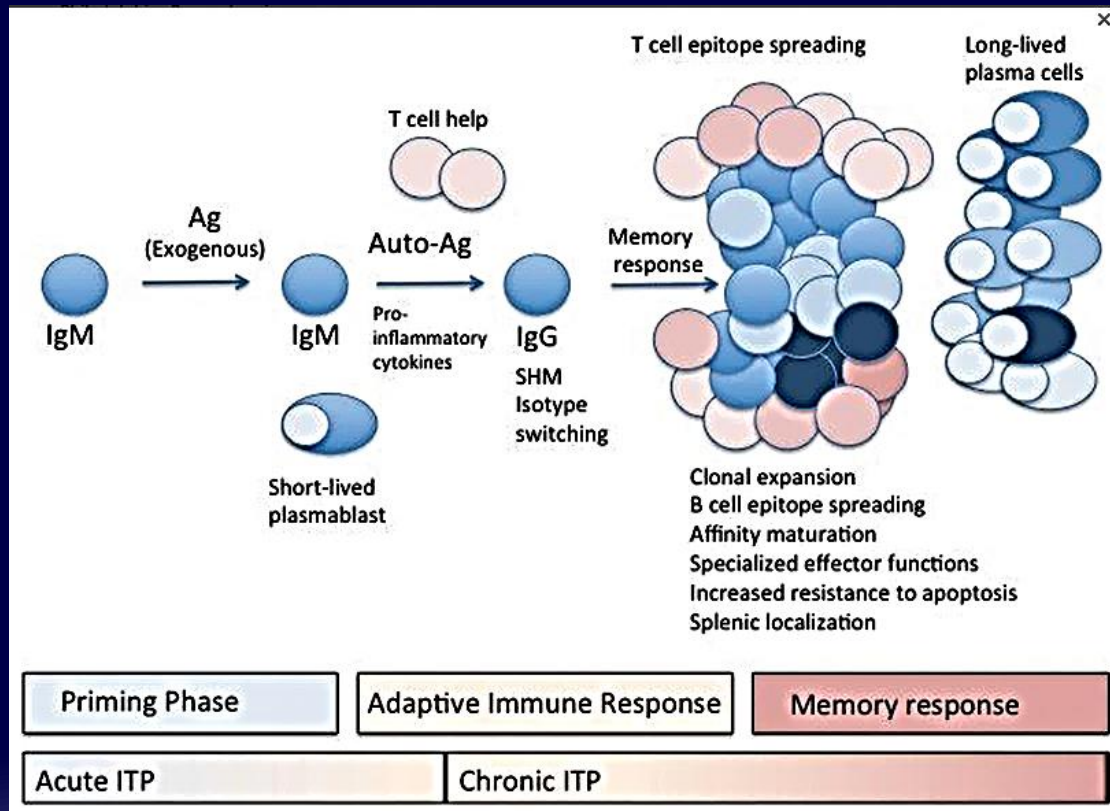 T cell epitope spreading
Long-lived
plasma cells
T cell help
Ag
(Exogenous)
Auto-Ag
Memory
response
IgM
IgM
Pro-
inflammatory
cytokines
IgG
SHM
Isotype
switching
Short-lived
plasmablast
Clonal expansion
B cell epitope spreading
Affinity maturation
Specialized effector functions
Increased resistance to apoptosis
Splenic localization
Priming Phase
Adaptive Immune Response
Memory response
Acute ITP
Chronic ITP